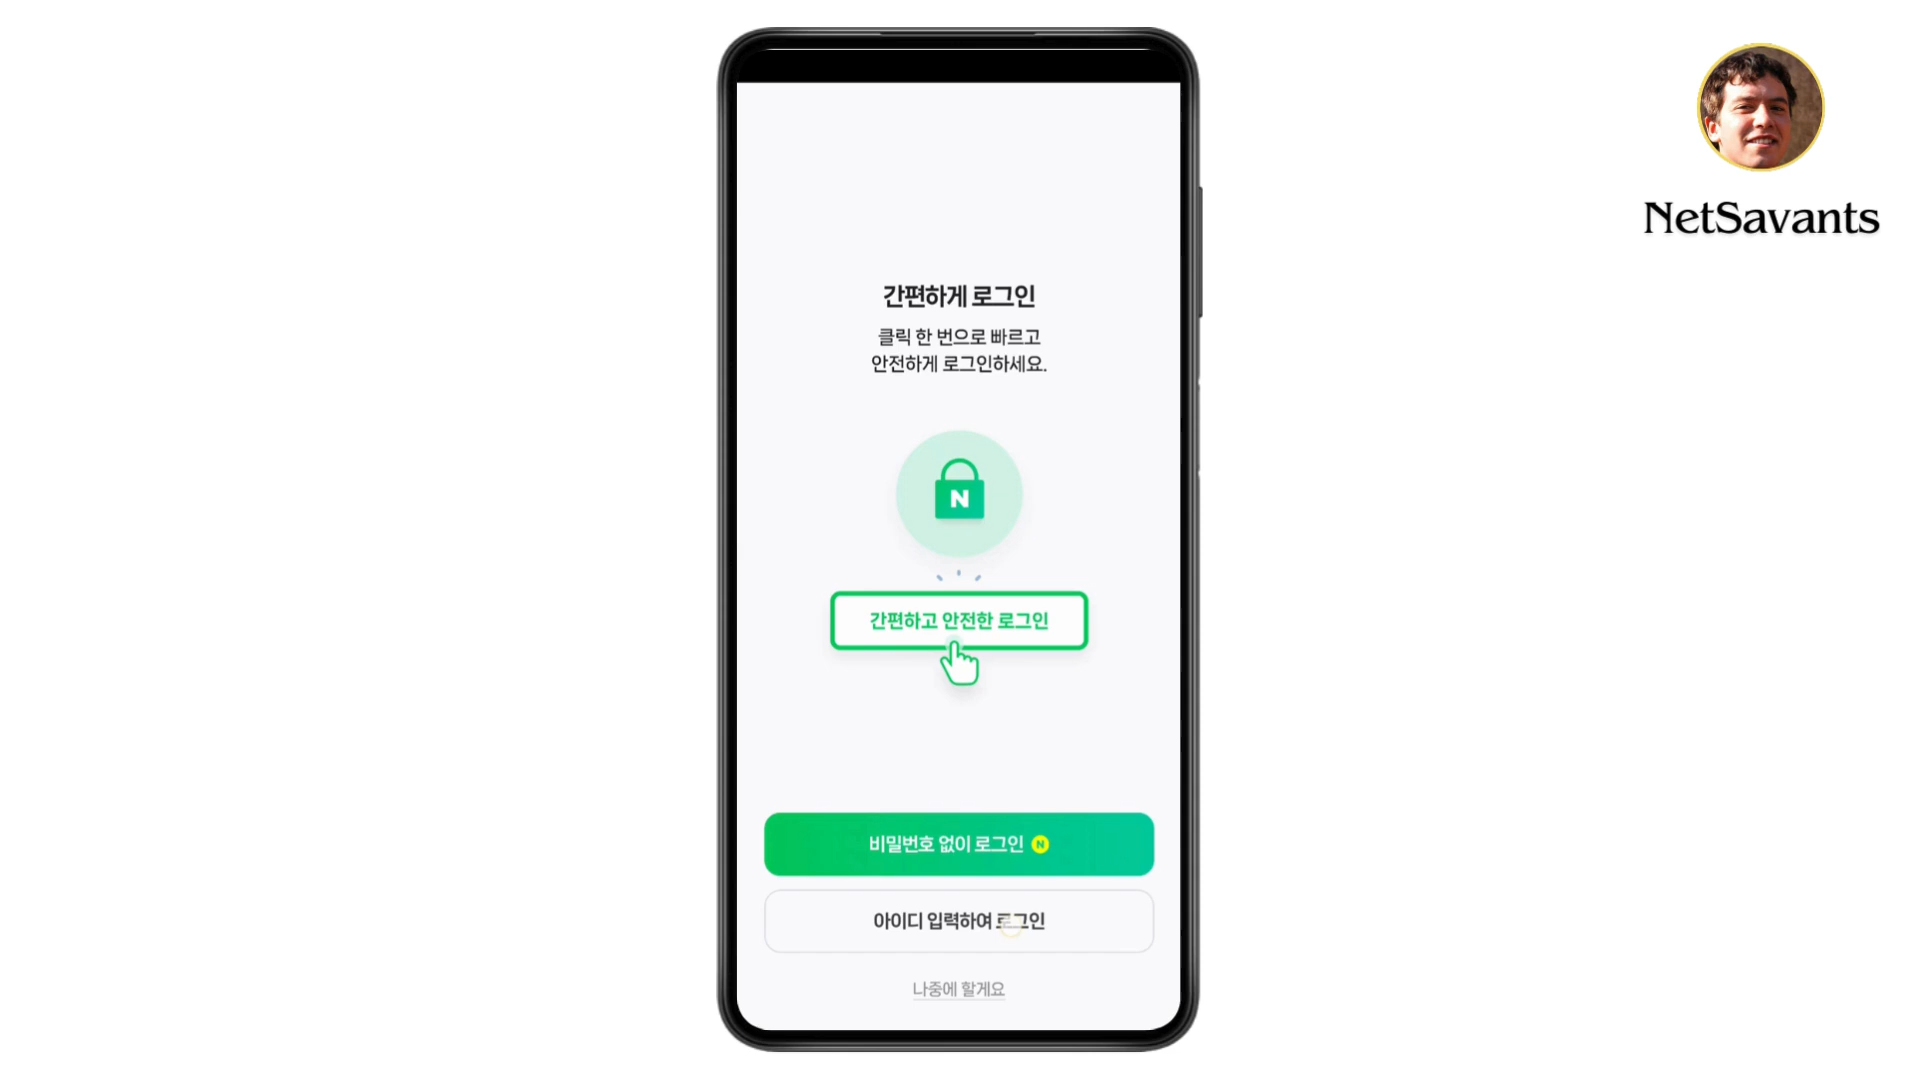 NetSavants
간편하게 로그인
클릭 한 번으로 빠르고
안전하게 로그인하세요.
N
간편하고 안전한 로그인
비밀번호 없이 로그인 N
아이디 입력하여 로그인
나중에 할게요